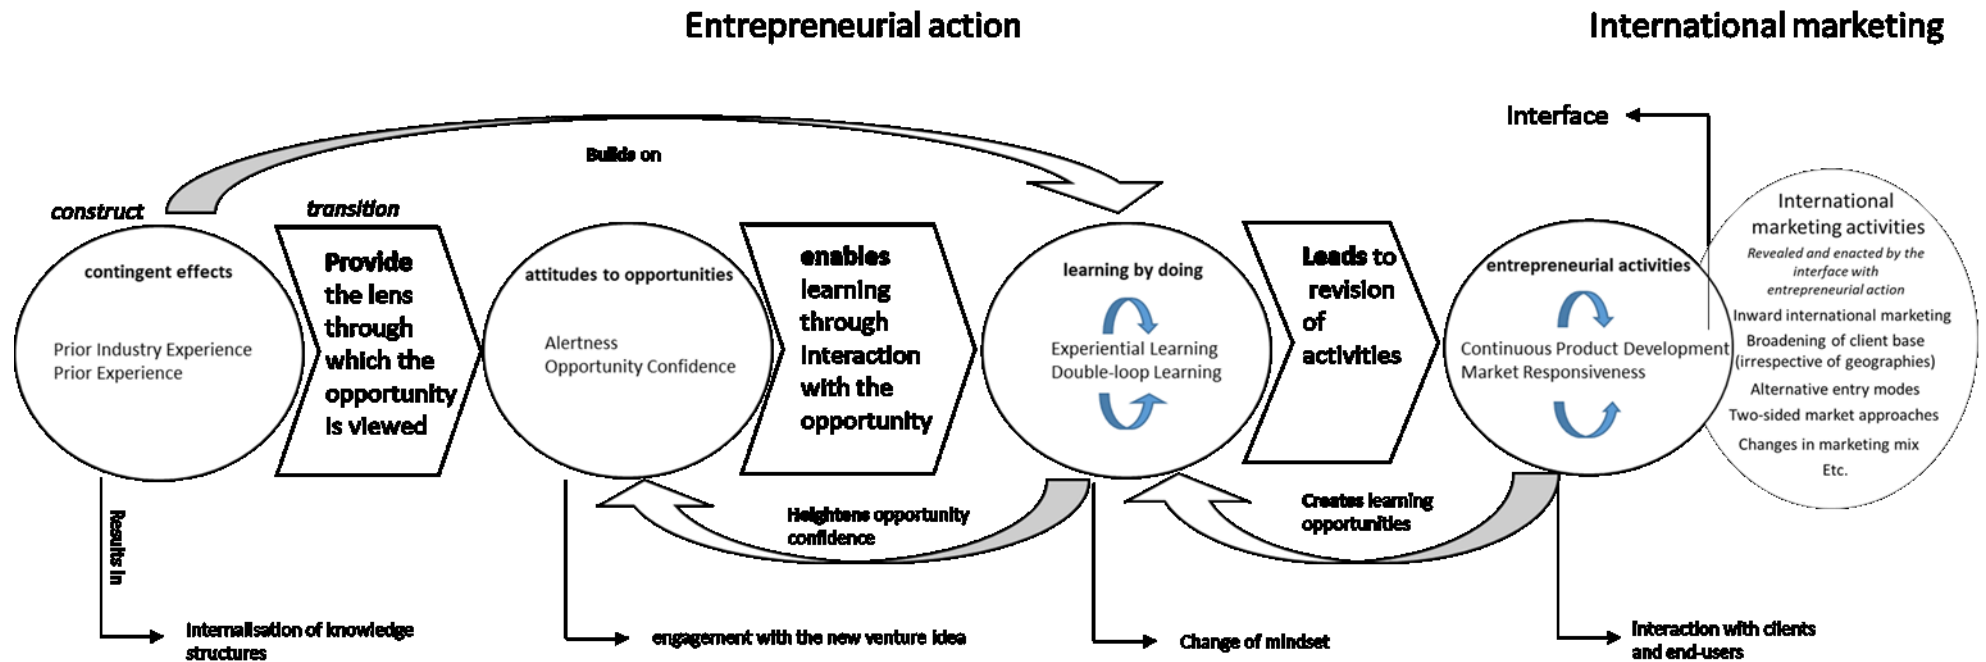 Entrepreneurial action
International marketing
Interface
Builds on
construct
transition
contingent effects
Prior Industry Experience
Prior Experience
Provide
the lens
through
which the
opportunity
is viewed
attitudes to opportunities
Alertness
Opportunity Confidence
enables
learning
through
interaction
with the
opportunity
learning by doing
Experiential Learning
Double-loop Learning
Leads to
revision
of
activities
entrepreneurial activities
Continuous Product Development
Market Responsiveness
International
marketing activities
Revealed and enacted by the
interface with
entrepreneurial action
Inward international marketing
Broadening of client base
(irrespective of geographies)
Alternative entry modes
Two-sided market approaches
Changes in marketing mix
Etc.
Results in
Heightens opportunity
confidence
Creates learning
opportunities
Internalisation of knowledge
structures
engagement with the new venture idea
Change of mindset
Interaction with clients
and end-users